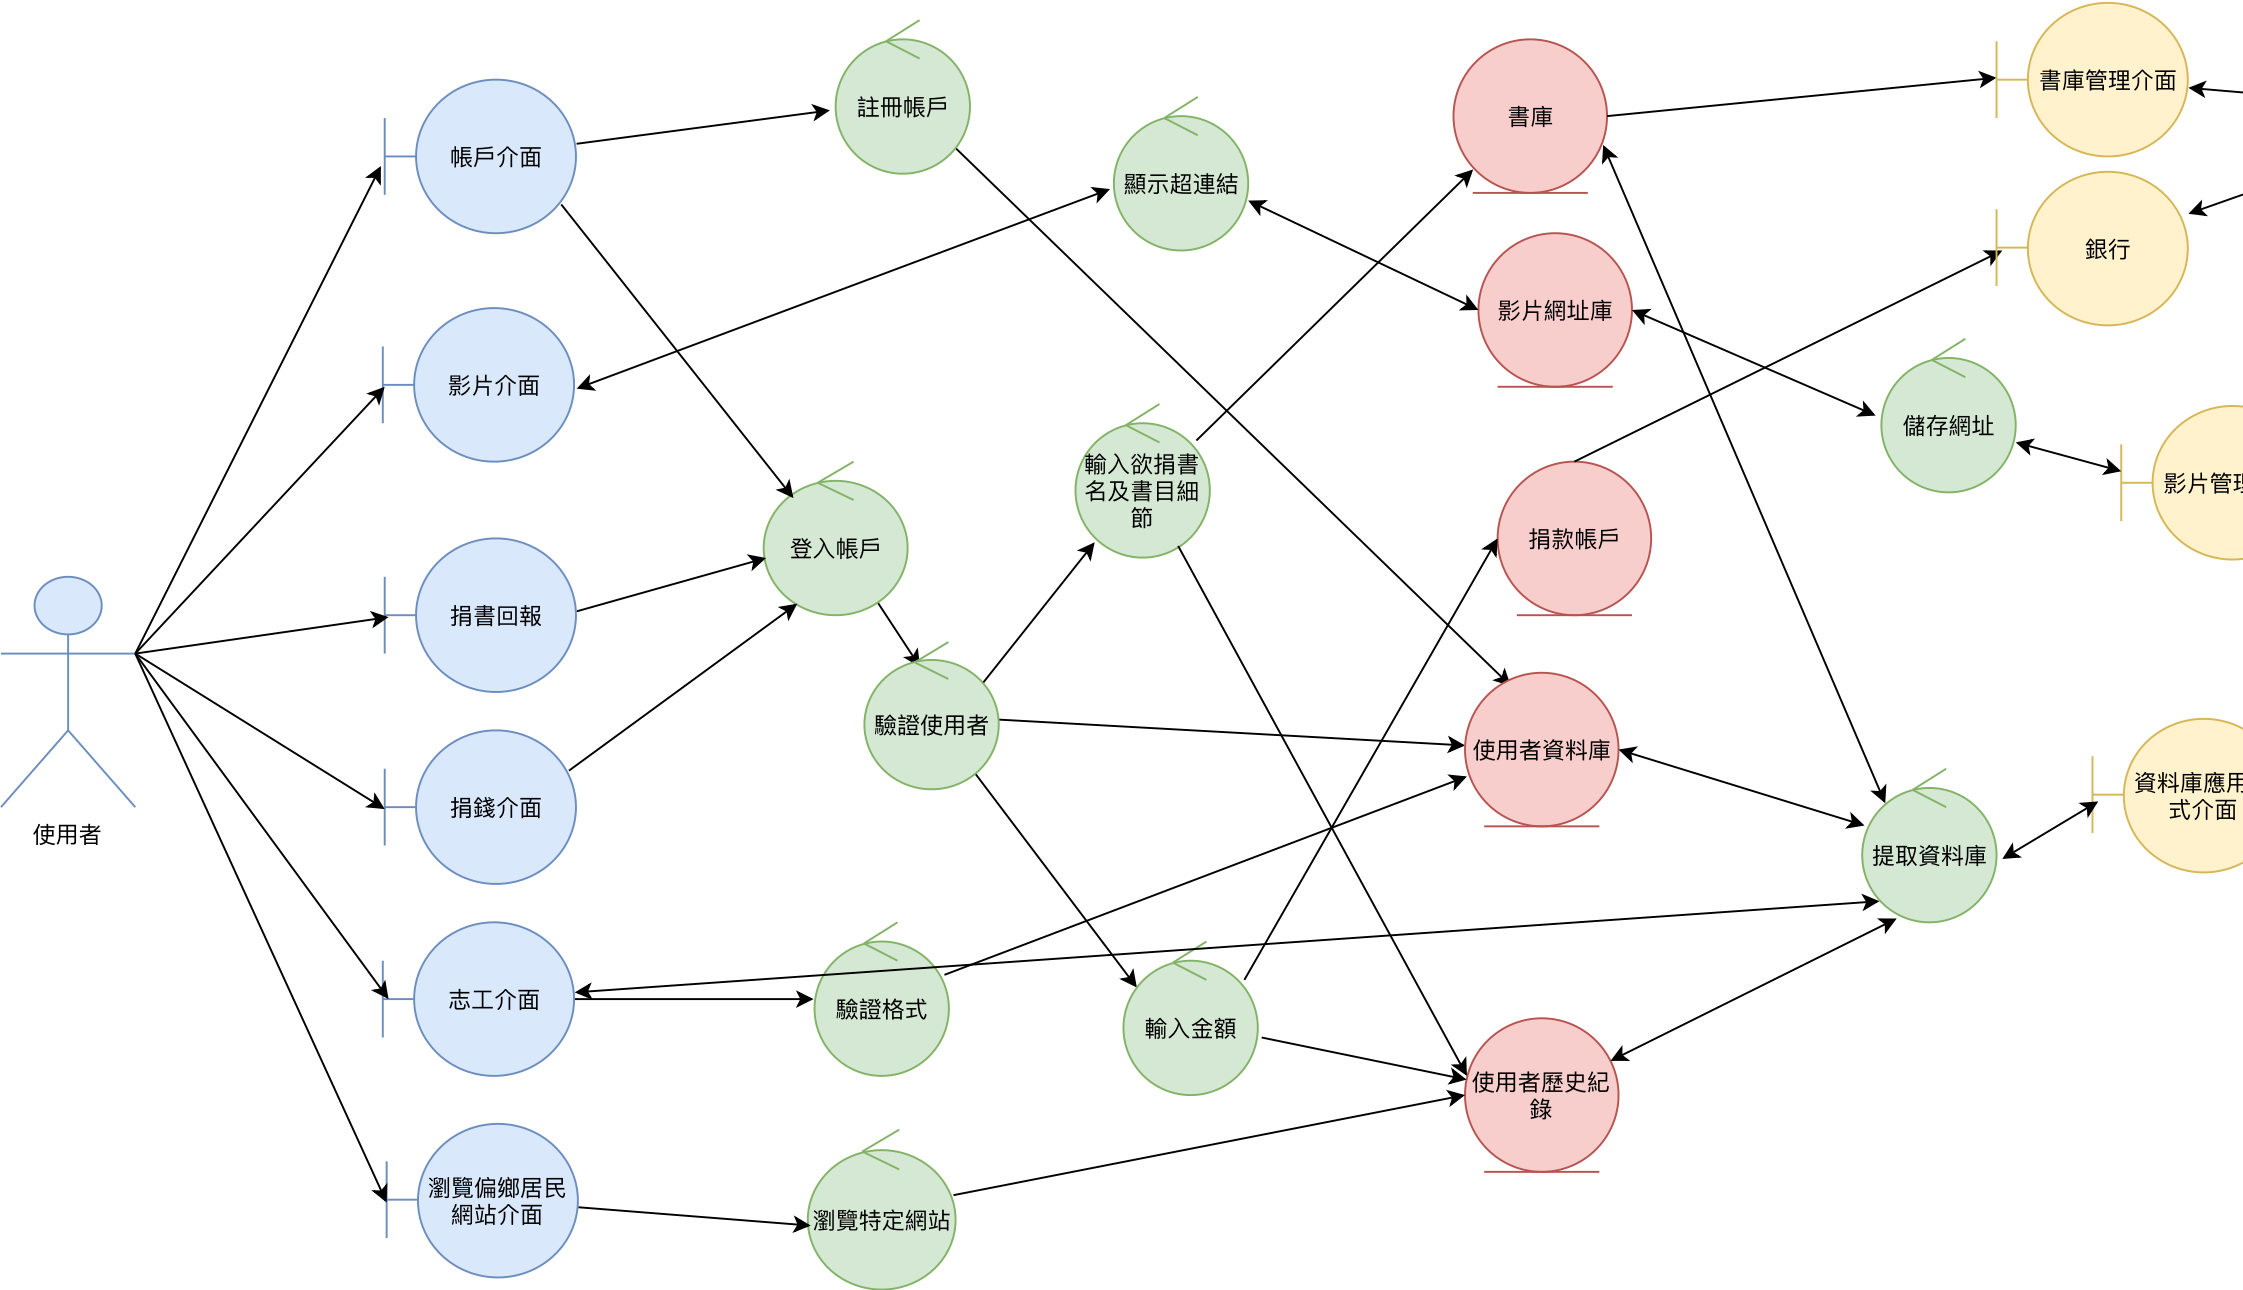 書庫管理介面
註冊帳戶
書庫
帳戶介面
顯示超連結
銀行
影片網址庫
影片介面
儲存網址
輸入欲捐書
名及書目細
節
影片管理
捐款帳戶
登入帳戶
捐書回報
驗證使用者
使用者資料庫
資料庫應用
式介面
捐錢介面
使用者
提取資料庫
志工介面
驗證格式
輸入金額
使用者歷史紀
錄
瀏覽偏鄉居民
網站介面
瀏覽特定網站